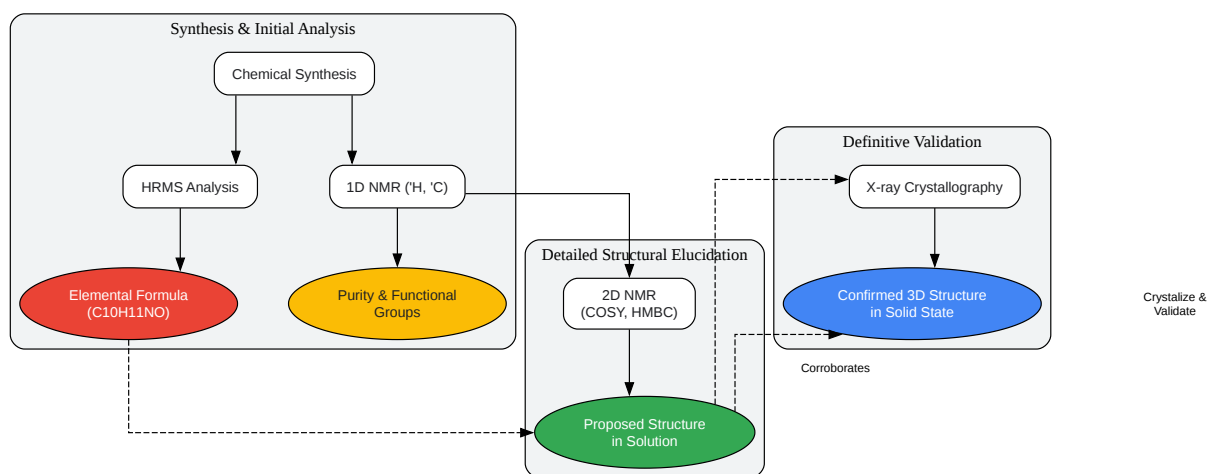 Synthesis & Initial Analysis
Chemical Synthesis
HRMS Analysis
1D NMR ('H, 'C)
Elemental Formula
(C10H11NO)
Purity & Functional
Groups
Detailed Structural Elucidation
2D NMR
(COSY, HMBC)
Proposed Structure
in Solution
Definitive Validation
X-ray Crystallography
Confirmed 3D Structure
in Solid State
Corroborates
Crystalize &
Validate